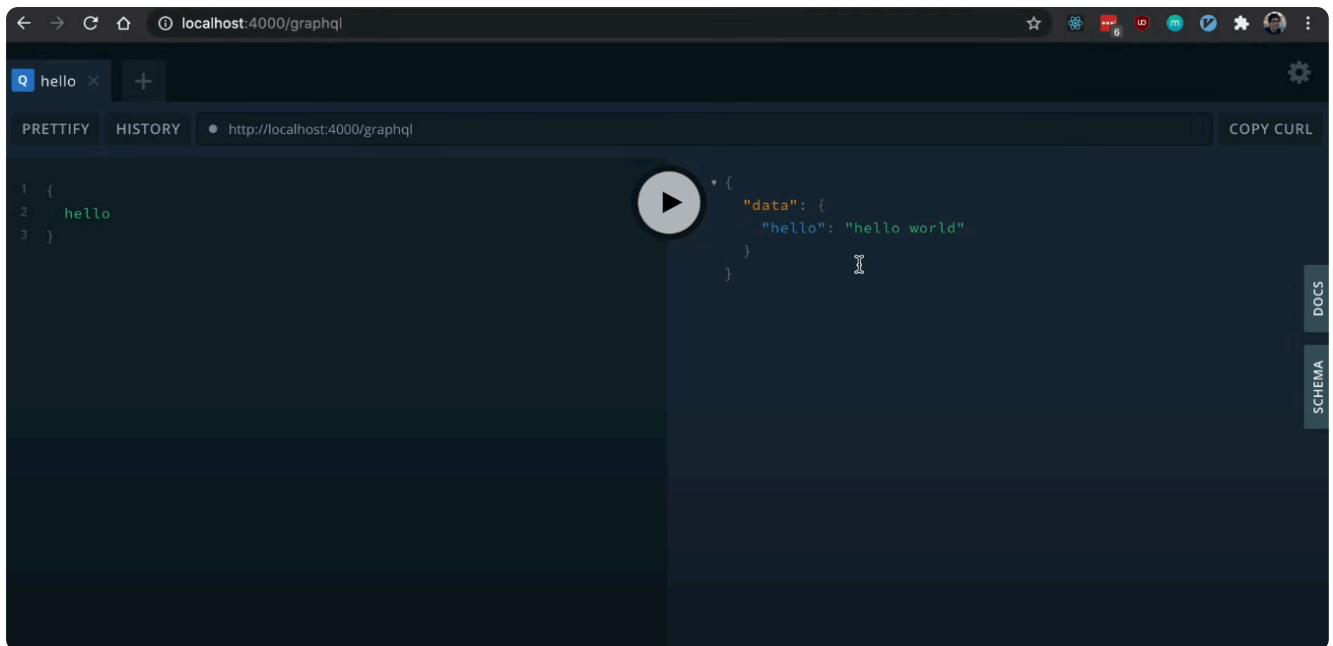 localhost:4000/graphql
6
UD
m
Q hello
PRETTIFY
HISTORY
http://localhost:4000/graphql
COPY CURL
1 {
2 hello
3 }
{
"data": {
"hello": "hello world"
}
}
DOCS
SCHEMA